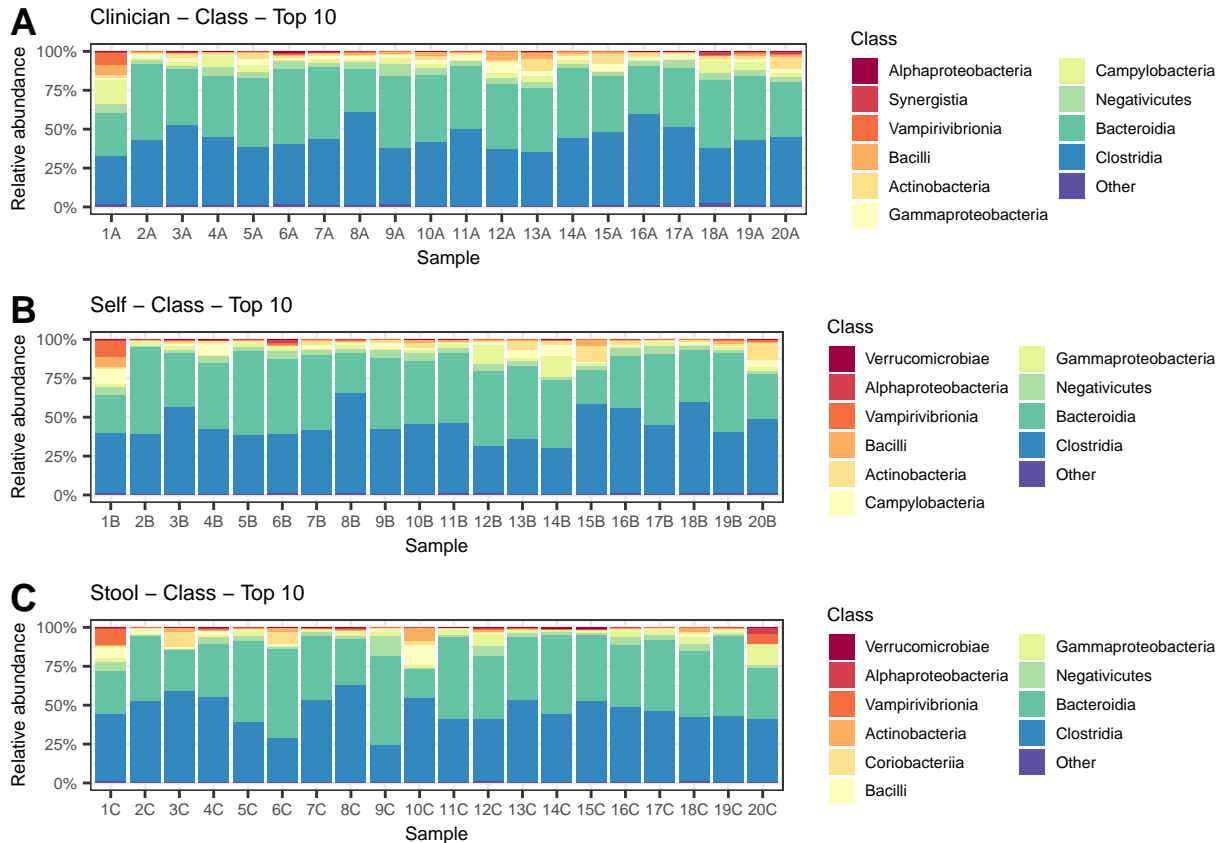 A
Clinician – Class – Top 10
Relative abundance
100%
75%
50%
25%
0%
1A 2A 3A 4A 5A 6A 7A 8A 9A 10A 11A 12A 13A 14A 15A 16A 17A 18A 19A 20A
Sample
Class
Alphaproteobacteria
Synergistia
Vampirivibrionia
Bacilli
Actinobacteria
Gammaproteobacteria
Campylobacteria
Negativicutes
Bacteroidia
Clostridia
Other
B
Self – Class – Top 10
Relative abundance
100%
75%
50%
25%
0%
1B 2B 3B 4B 5B 6B 7B 8B 9B 10B 11B 12B 13B 14B 15B 16B 17B 18B 19B 20B
Sample
Class
Verrucomicrobiae
Alphaproteobacteria
Vampirivibrionia
Bacilli
Actinobacteria
Campylobacteria
Gammaproteobacteria
Negativicutes
Bacteroidia
Clostridia
Other
C
Stool – Class – Top 10
Relative abundance
100%
75%
50%
25%
0%
1C 2C 3C 4C 5C 6C 7C 8C 9C 10C 11C 12C 13C 14C 15C 16C 17C 18C 19C 20C
Sample
Class
Verrucomicrobiae
Alphaproteobacteria
Vampirivibrionia
Actinobacteria
Coriobacteriia
Bacilli
Gammaproteobacteria
Negativicutes
Bacteroidia
Clostridia
Other